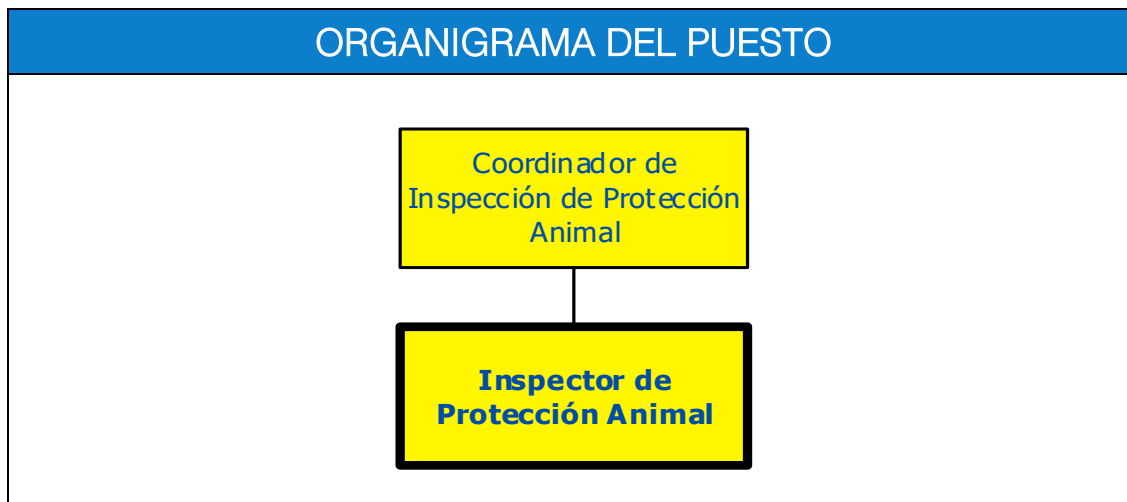 ORGANIGRAMA DEL PUESTO
Coordinador de
Inspección de Protección
Animal
Inspector de
Protección Animal